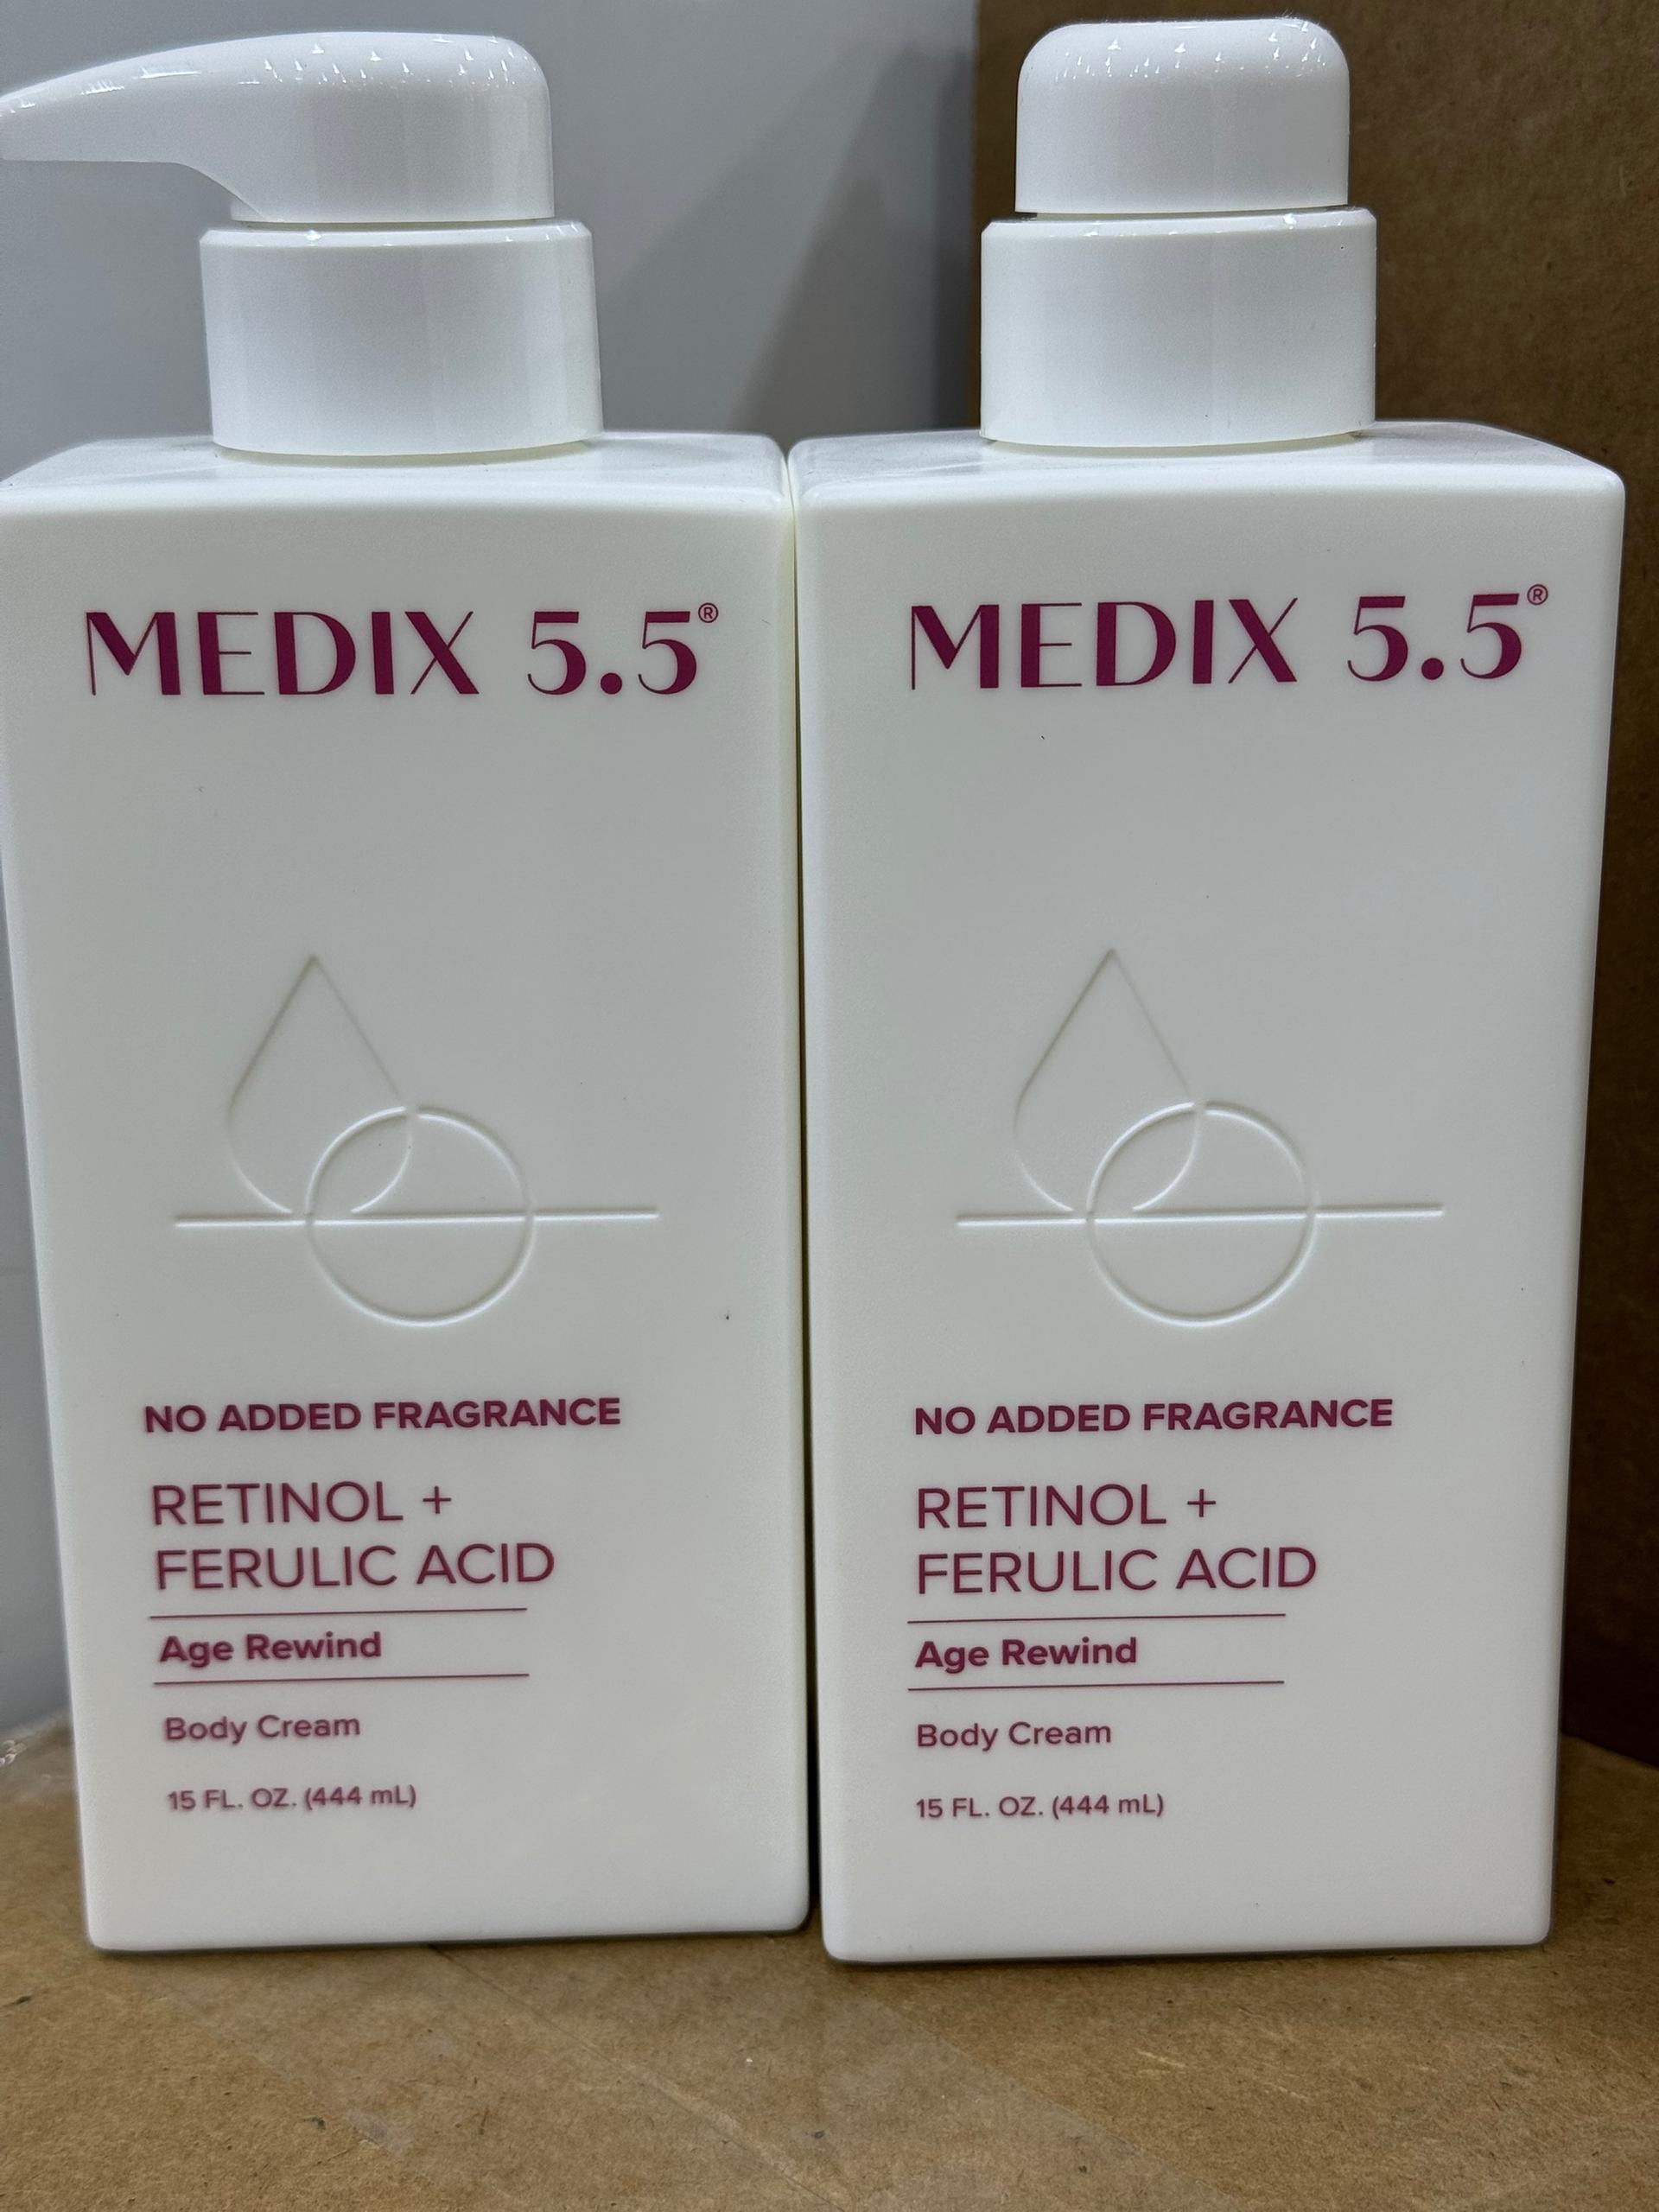 MEDIX 5.5®
NO ADDED FRAGRANCE
RETINOL +
FERULIC ACID
Age Rewind
Body Cream
15 FL. OZ. (444 mL)
MEDIX 5.5®
NO ADDED FRAGRANCE
RETINOL +
FERULIC ACID
Age Rewind
Body Cream
15 FL. OZ. (444 mL)